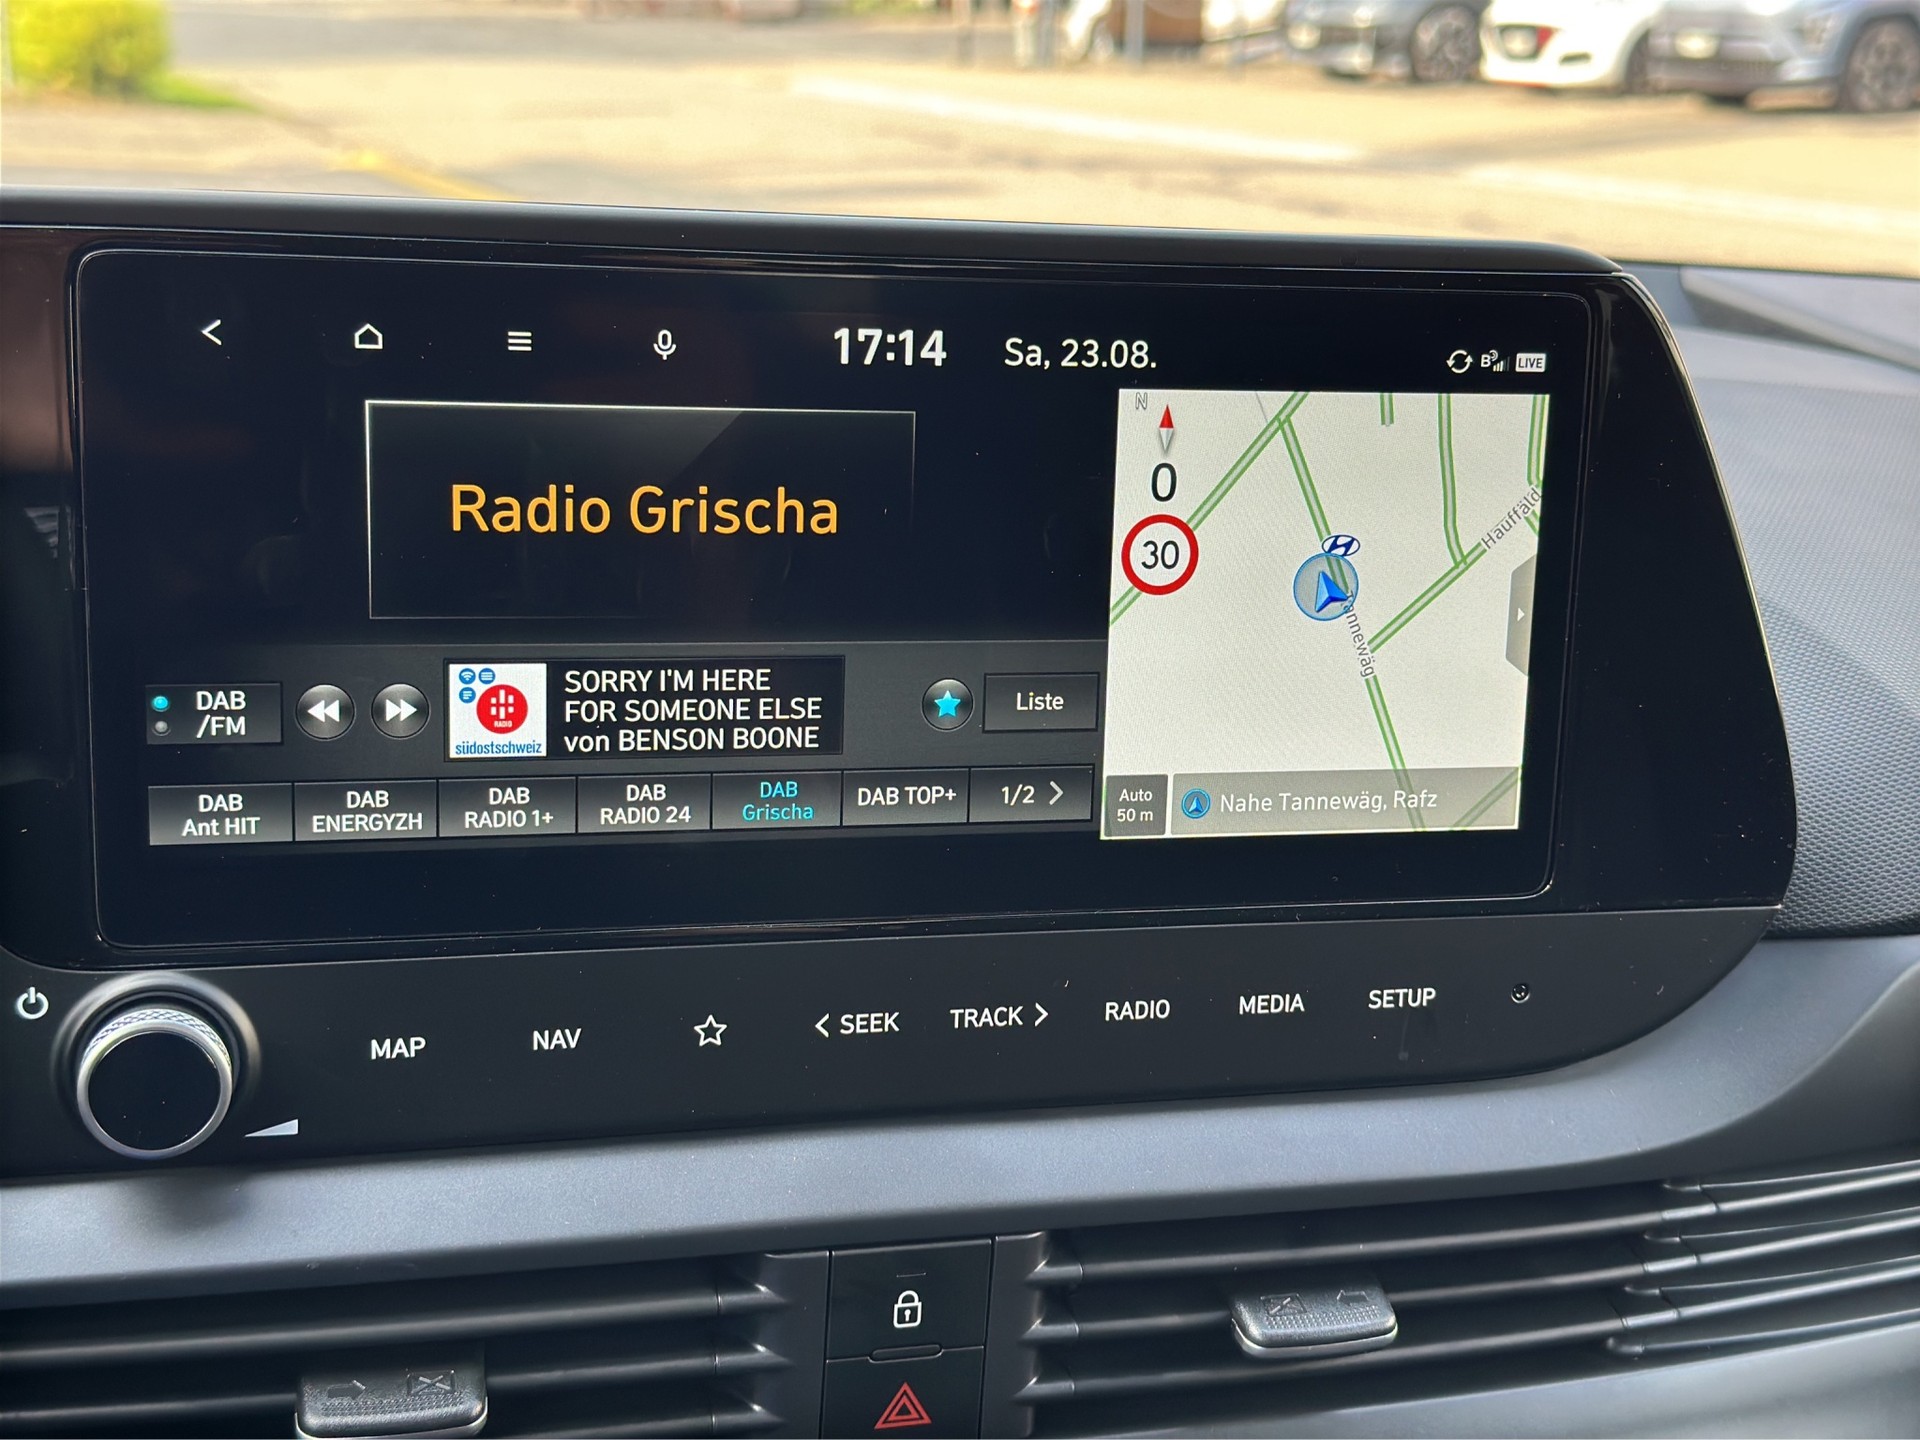 17:14
Sa, 23.08.
LIVE
Radio Grischa
N
0
30
Hauffäld
Tannewäg
DAB
/FM
RADIO
südostschweiz
SORRY I'M HERE
FOR SOMEONE ELSE
von BENSON BOONE
Liste
DAB
Ant HIT
DAB
ENERGYZH
DAB
RADIO 1+
DAB
RADIO 24
DAB
Grischa
DAB TOP+
1/2
Auto
50 m
Nahe Tannewäg, Rafz
MAP
NAV
SEEK
TRACK
RADIO
MEDIA
SETUP